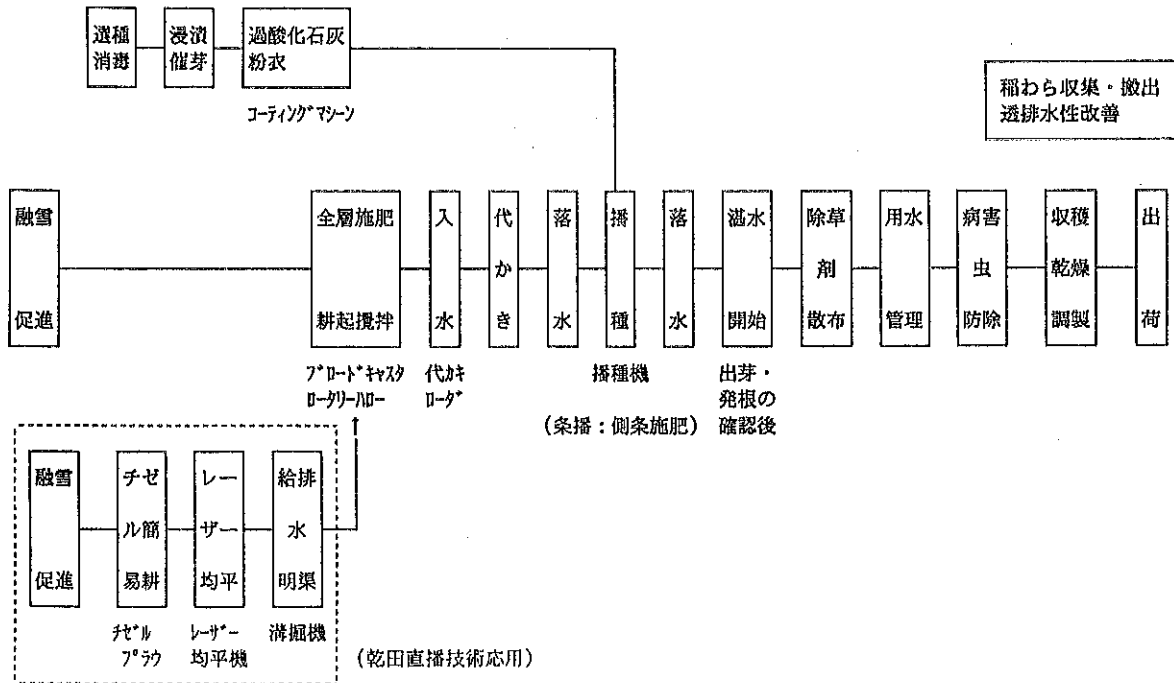 選種
消毒
浸漬
催芽
過酸化石灰
粉衣
コーティングマシーン
稲わら収集・搬出
透排水性改善
融雪
促進
全層施肥
耕起攪拌
入水
代かき
落水
播種
落水
湛水
開始
除草
剤
散布
用水
管理
病害
虫
防除
収穫
乾燥
調製
出荷
ブロードキャスタ
ロータリーハロー
代カキ
ロータ゛
播種機
(条播:側条施肥)
出芽・
発根の
確認後
融雪
促進
チゼ
ル簡
易耕
レー
ザー
均平
給排
水
明渠
チゼル
プラウ
レーザー
均平機
溝掘機
(乾田直播技術応用)